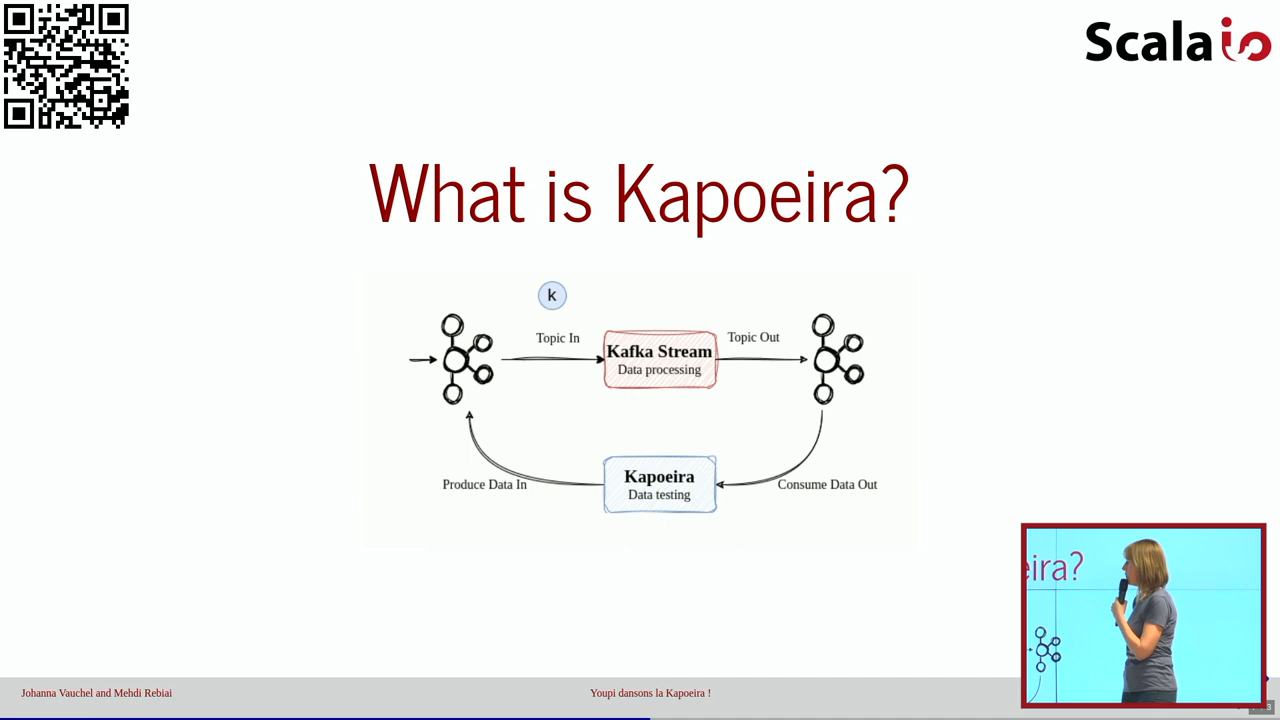 Scala io
What is Kapoeira?
k
Topic In
Topic Out
Kafka Stream
Data processing
Kapoeira
Data testing
Produce Data In
Consume Data Out
eira?
Johanna Vauchel and Mehdi Rebiai
Youpi dansons la Kapoeira !